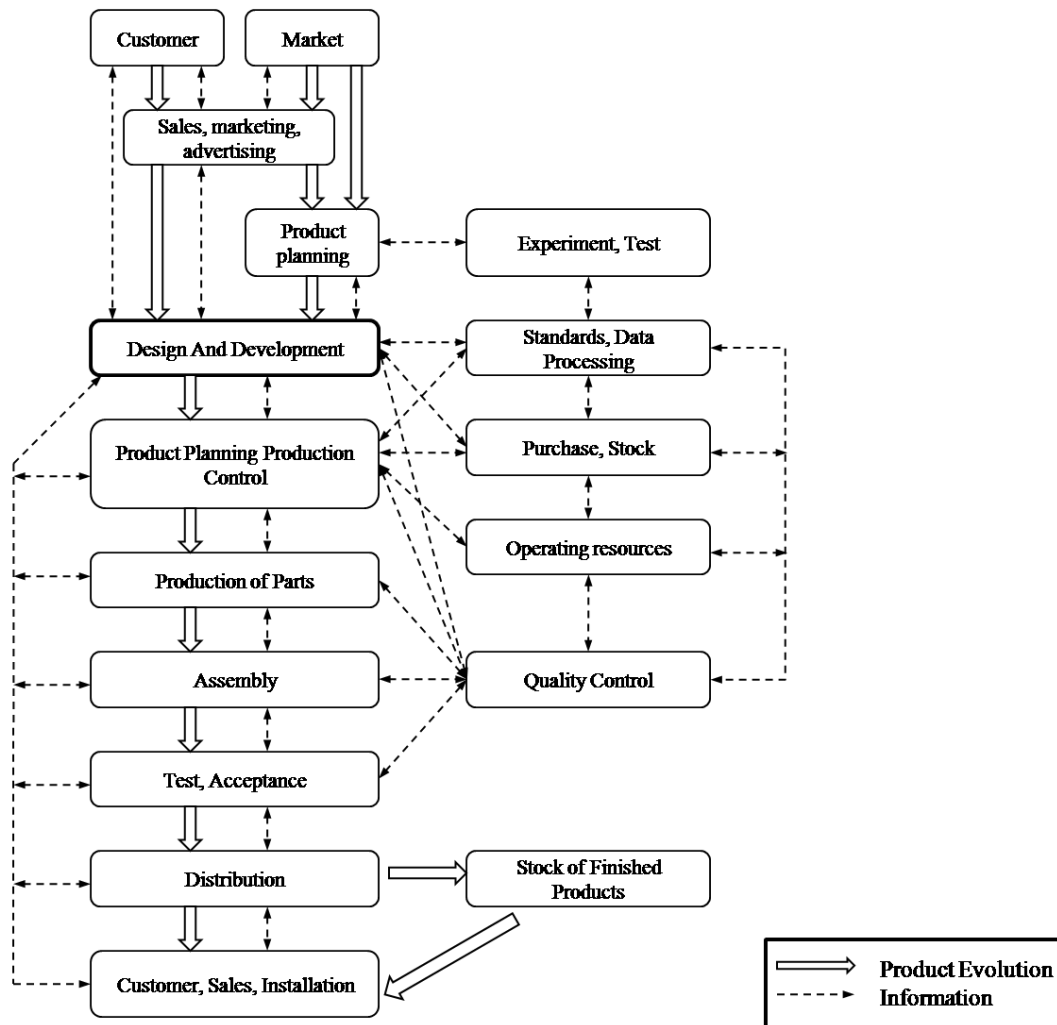 Customer
Market
Sales, marketing,
advertising
Product
planning
Experiment, Test
Design And Development
Standards, Data
Processing
Product Planning Production
Control
Purchase, Stock
Operating resources
Production of Parts
Assembly
Quality Control
Test, Acceptance
Distribution
Stock of Finished
Products
Customer, Sales, Installation
Product Evolution
Information